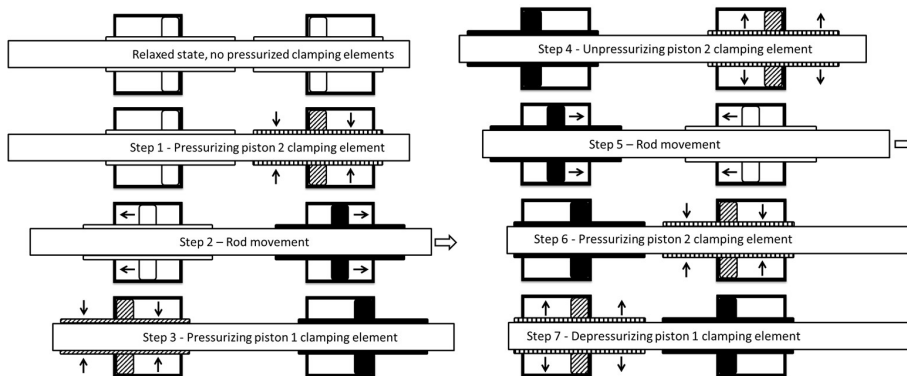 Relaxed state, no pressurized clamping elements
Step 1 - Pressurizing piston 2 clamping element
Step 2 – Rod movement
Step 3 - Pressurizing piston 1 clamping element
Step 4 - Unpressurizing piston 2 clamping element
Step 5 – Rod movement
Step 6 - Pressurizing piston 2 clamping element
Step 7 - Depressurizing piston 1 clamping element